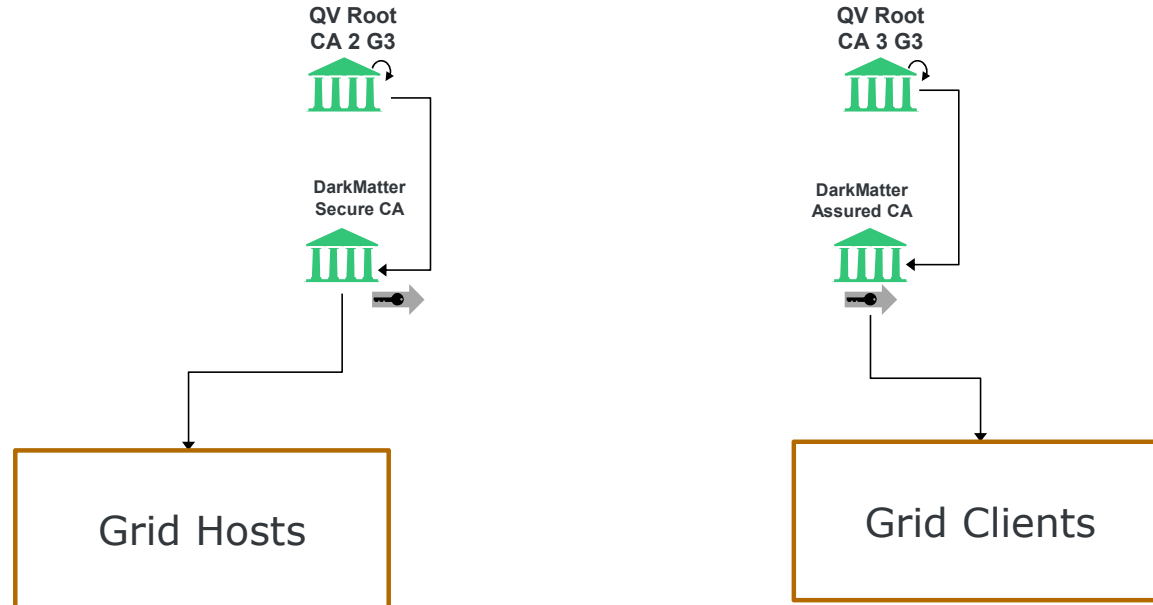 QV Root
CA 2 G3
QV Root
CA 3 G3
DarkMatter
Secure CA
DarkMatter
Assured CA
Grid Hosts
Grid Clients